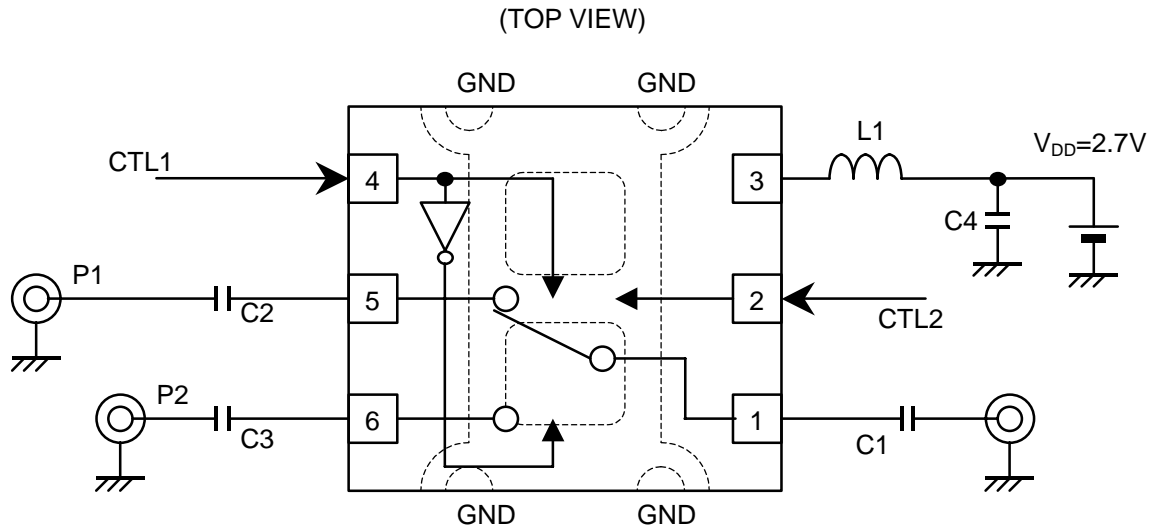 (TOP VIEW)
GND GND
L1
V_DD=2.7V
CTL1
4
3
C4
P1
C2
5
2
CTL2
P2
C3
6
1
C1
GND GND